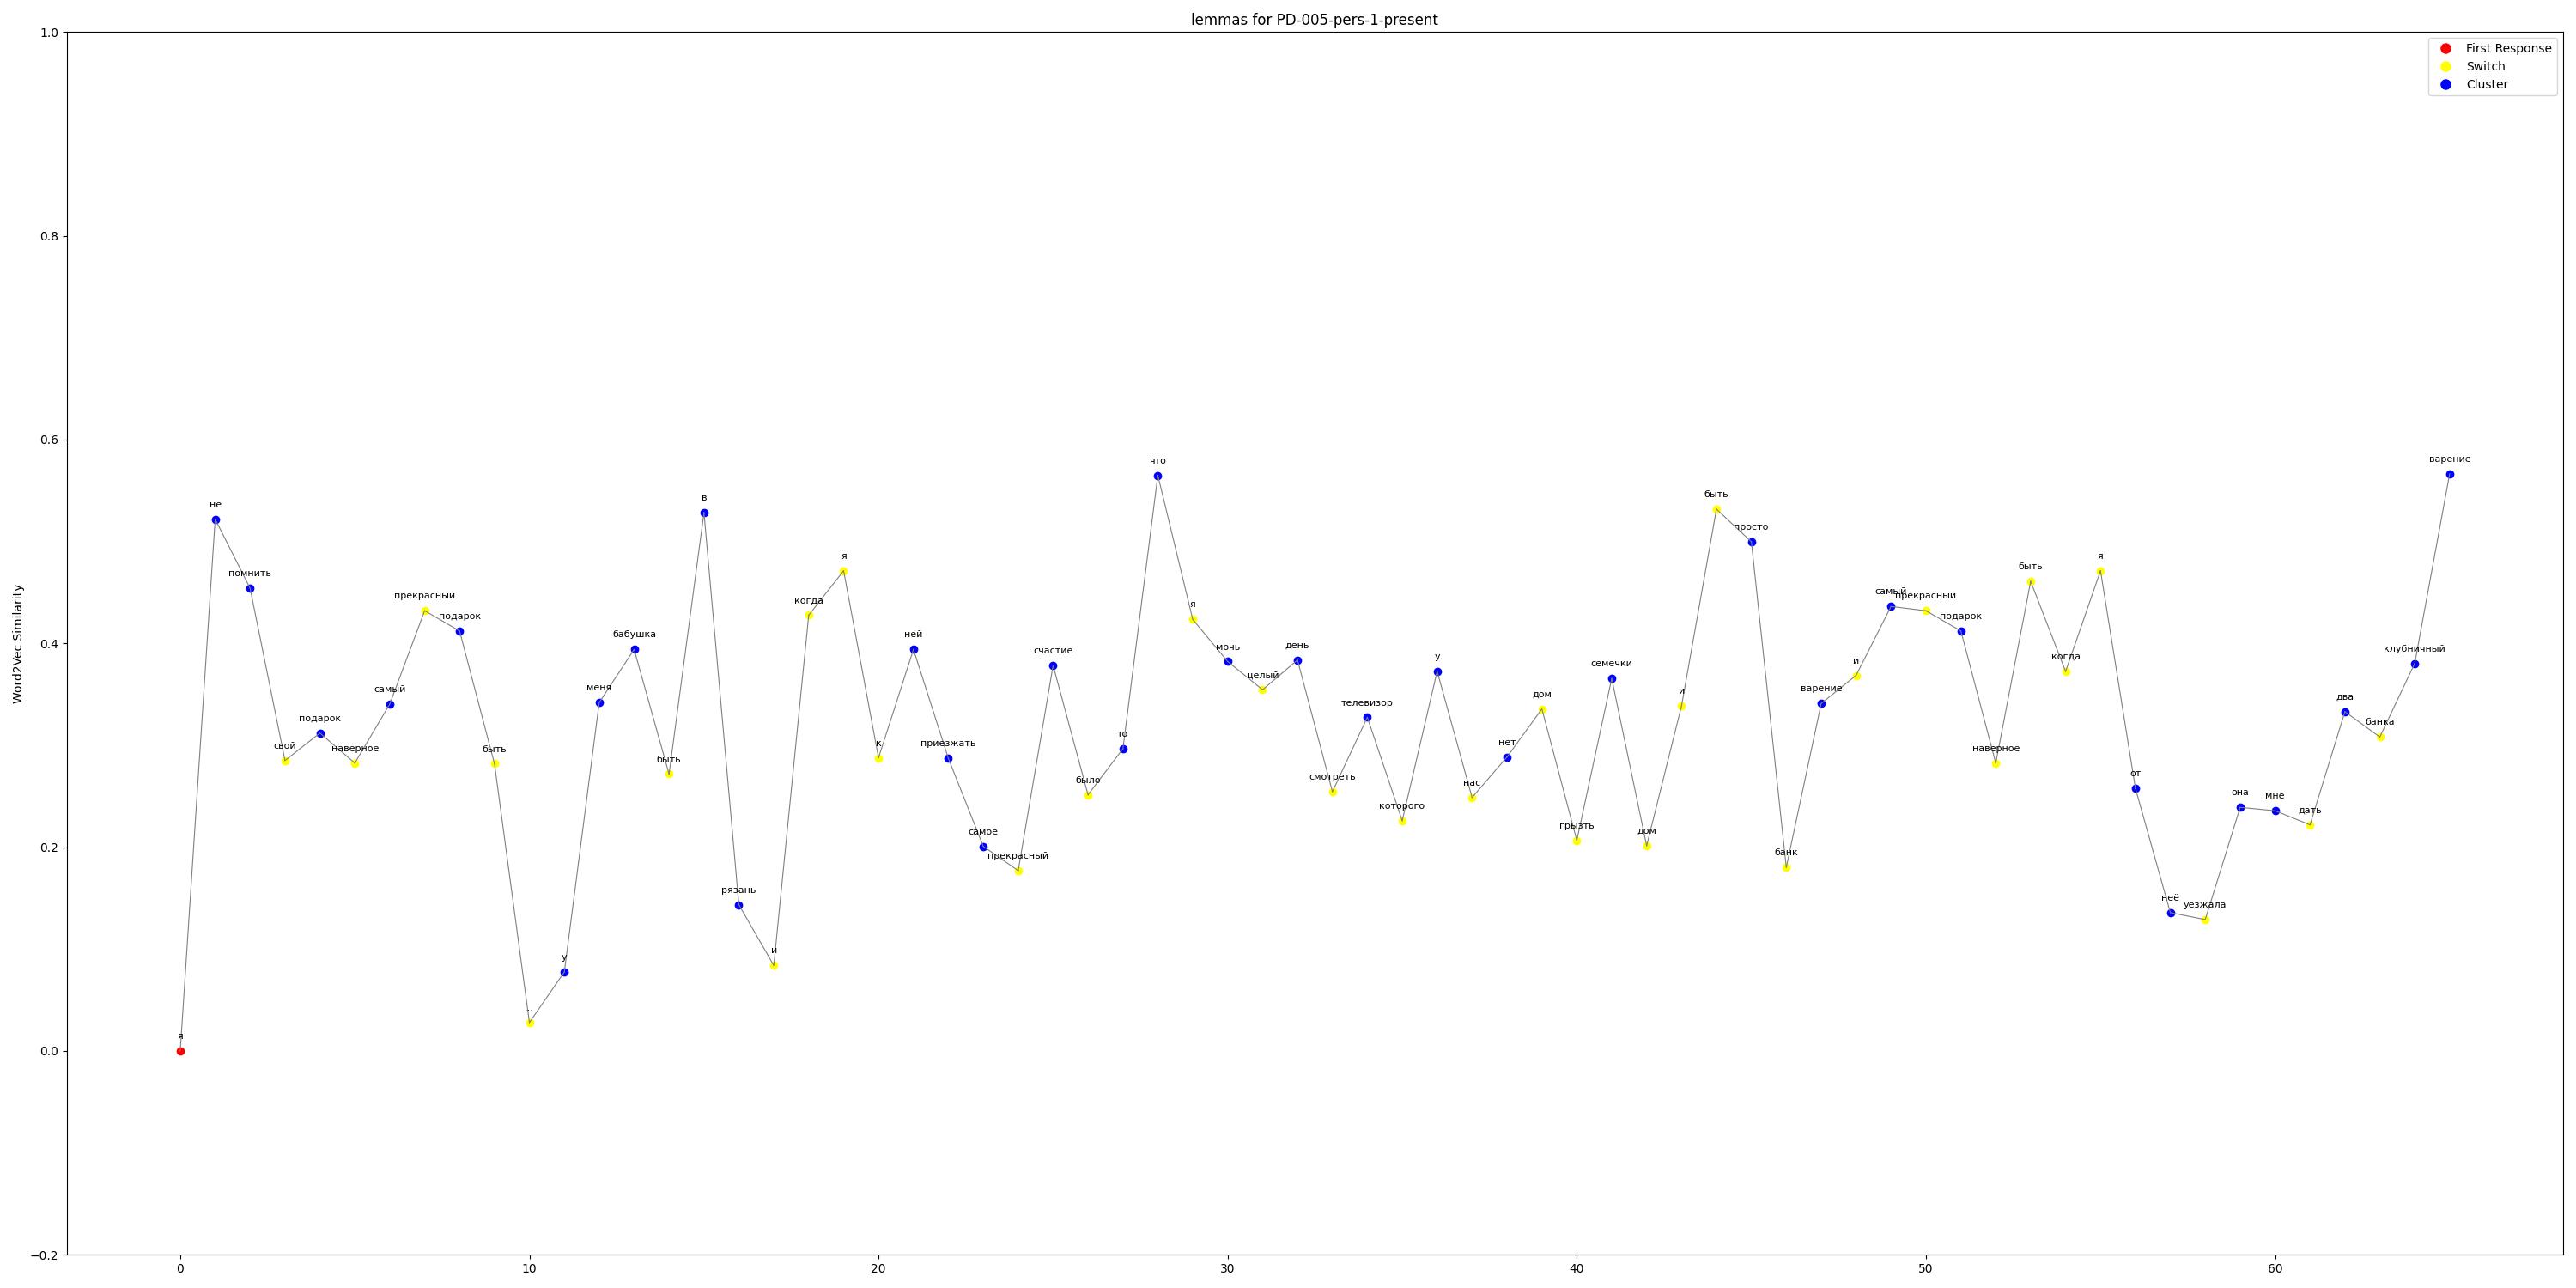 lemmas for PD-005-pers-1-present
1.0
0.8
0.6
0.4
0.2
0.0
−0.2
Word2Vec Similarity
First Response
Switch
Cluster
я
не
помнить
свой
подарок
наверное
самый
прекрасный
подарок
быть
...
у
меня
бабушка
быть
в
рязань
и
когда
я
к
ней
приезжать
самое
прекрасный
счастие
было
то
что
я
мочь
целый
день
смотреть
телевизор
которого
у
нас
нет
дом
грызть
семечки
дом
и
быть
просто
банк
варение
и
самый
прекрасный
подарок
наверное
быть
когда
я
от
неё
уезжала
она
мне
дать
два
банка
клубничный
варение
0
10
20
30
40
50
60